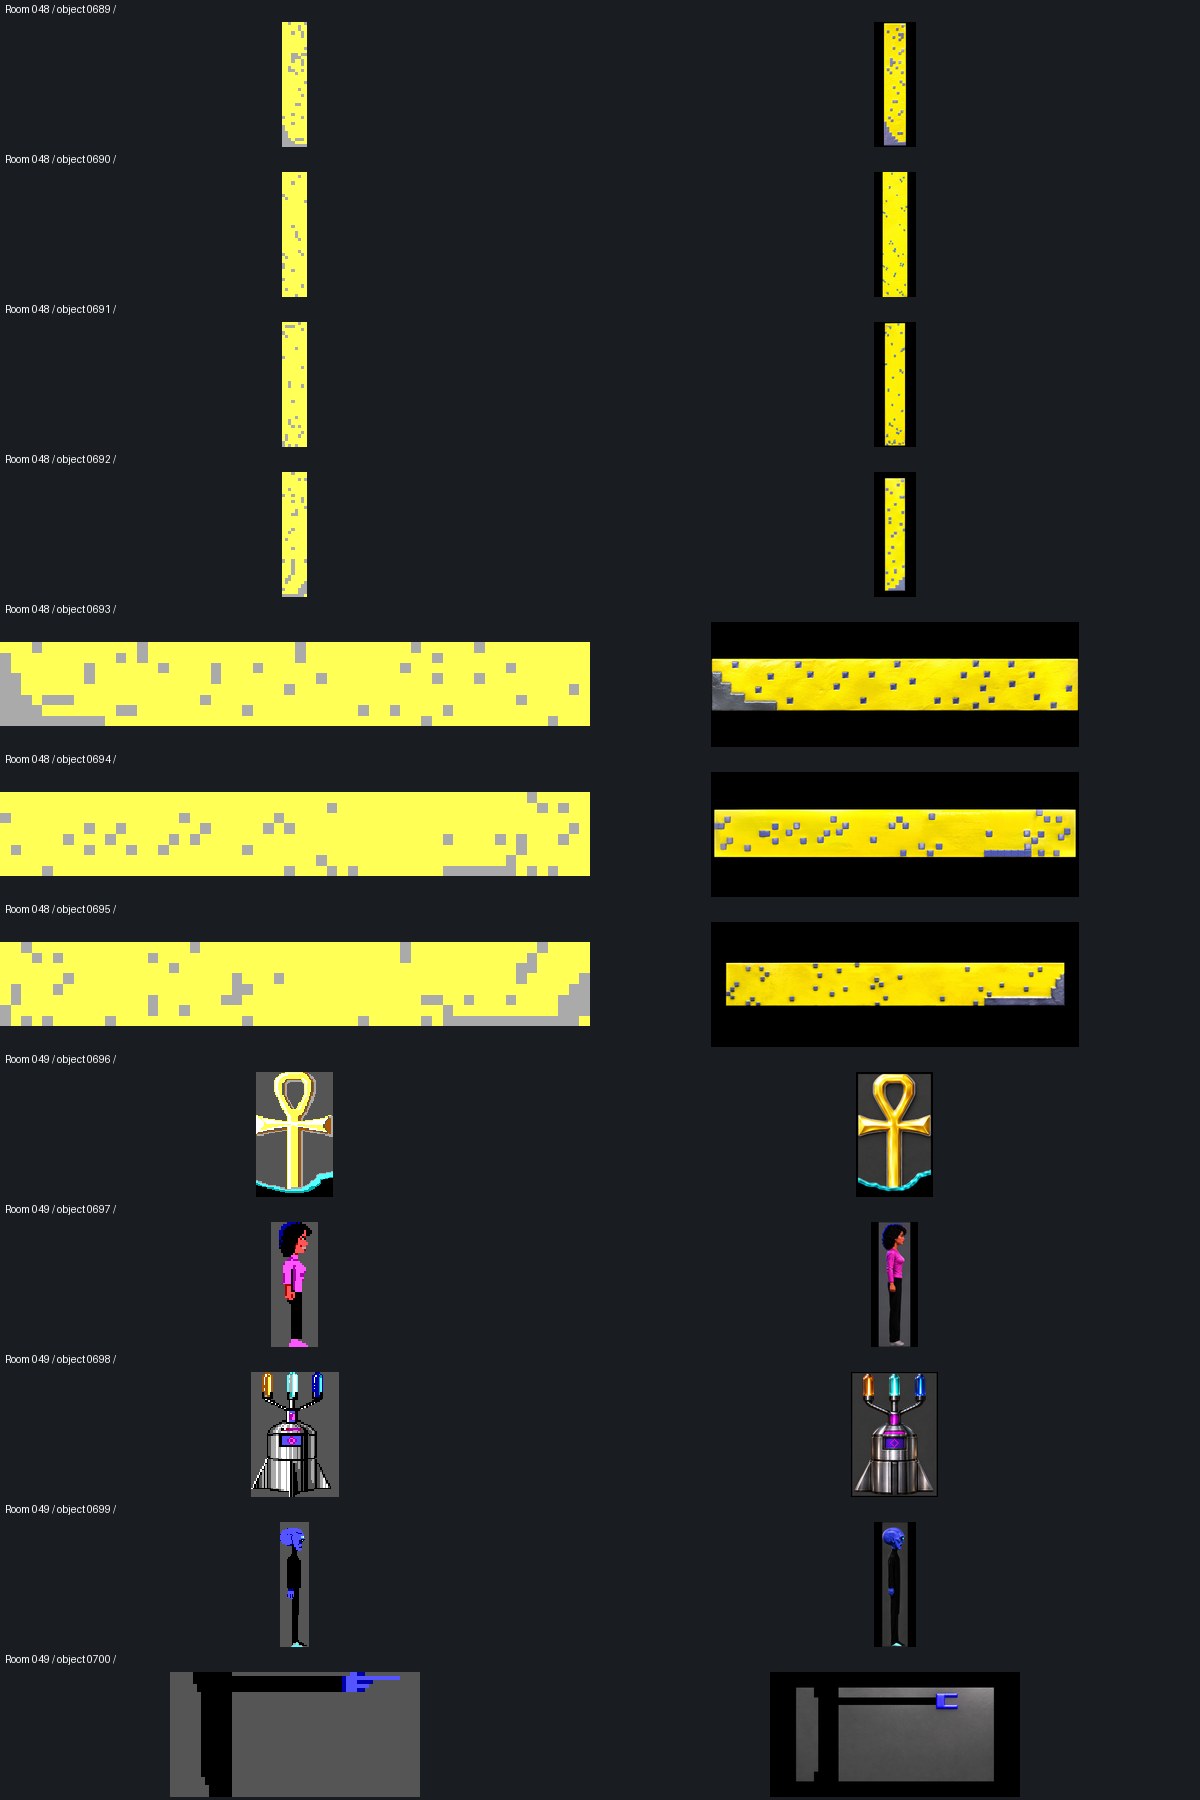 Room 048 / object 0689 /
Room 048 / object 0690 /
Room 048 / object 0691 /
Room 048 / object 0692 /
Room 048 / object 0693 /
Room 048 / object 0694 /
Room 048 / object 0695 /
Room 049 / object 0696 /
Room 049 / object 0697 /
Room 049 / object 0698 /
Room 049 / object 0699 /
Room 049 / object 0700 /